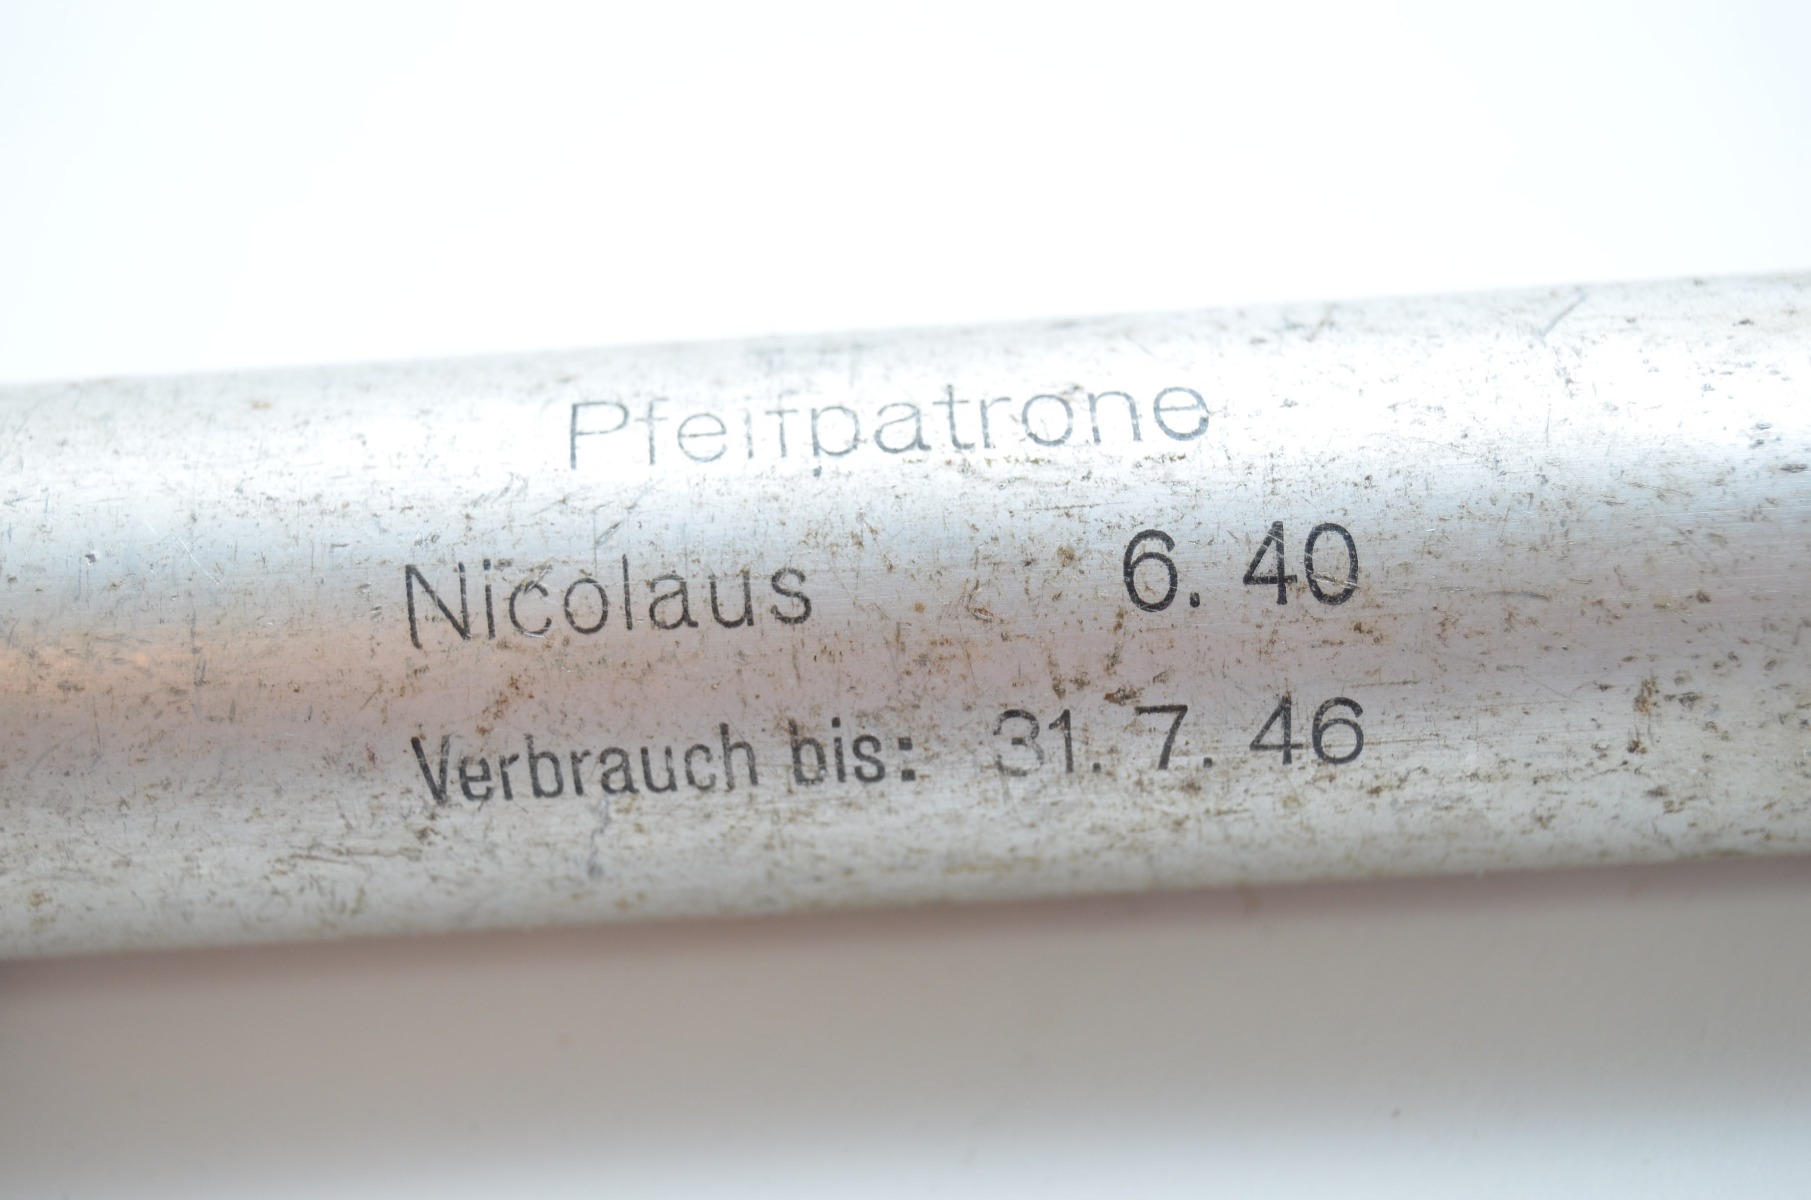 Pfeifpatrone
Nicolaus 6. 40
Verbrauch bis: 31. 7. 46